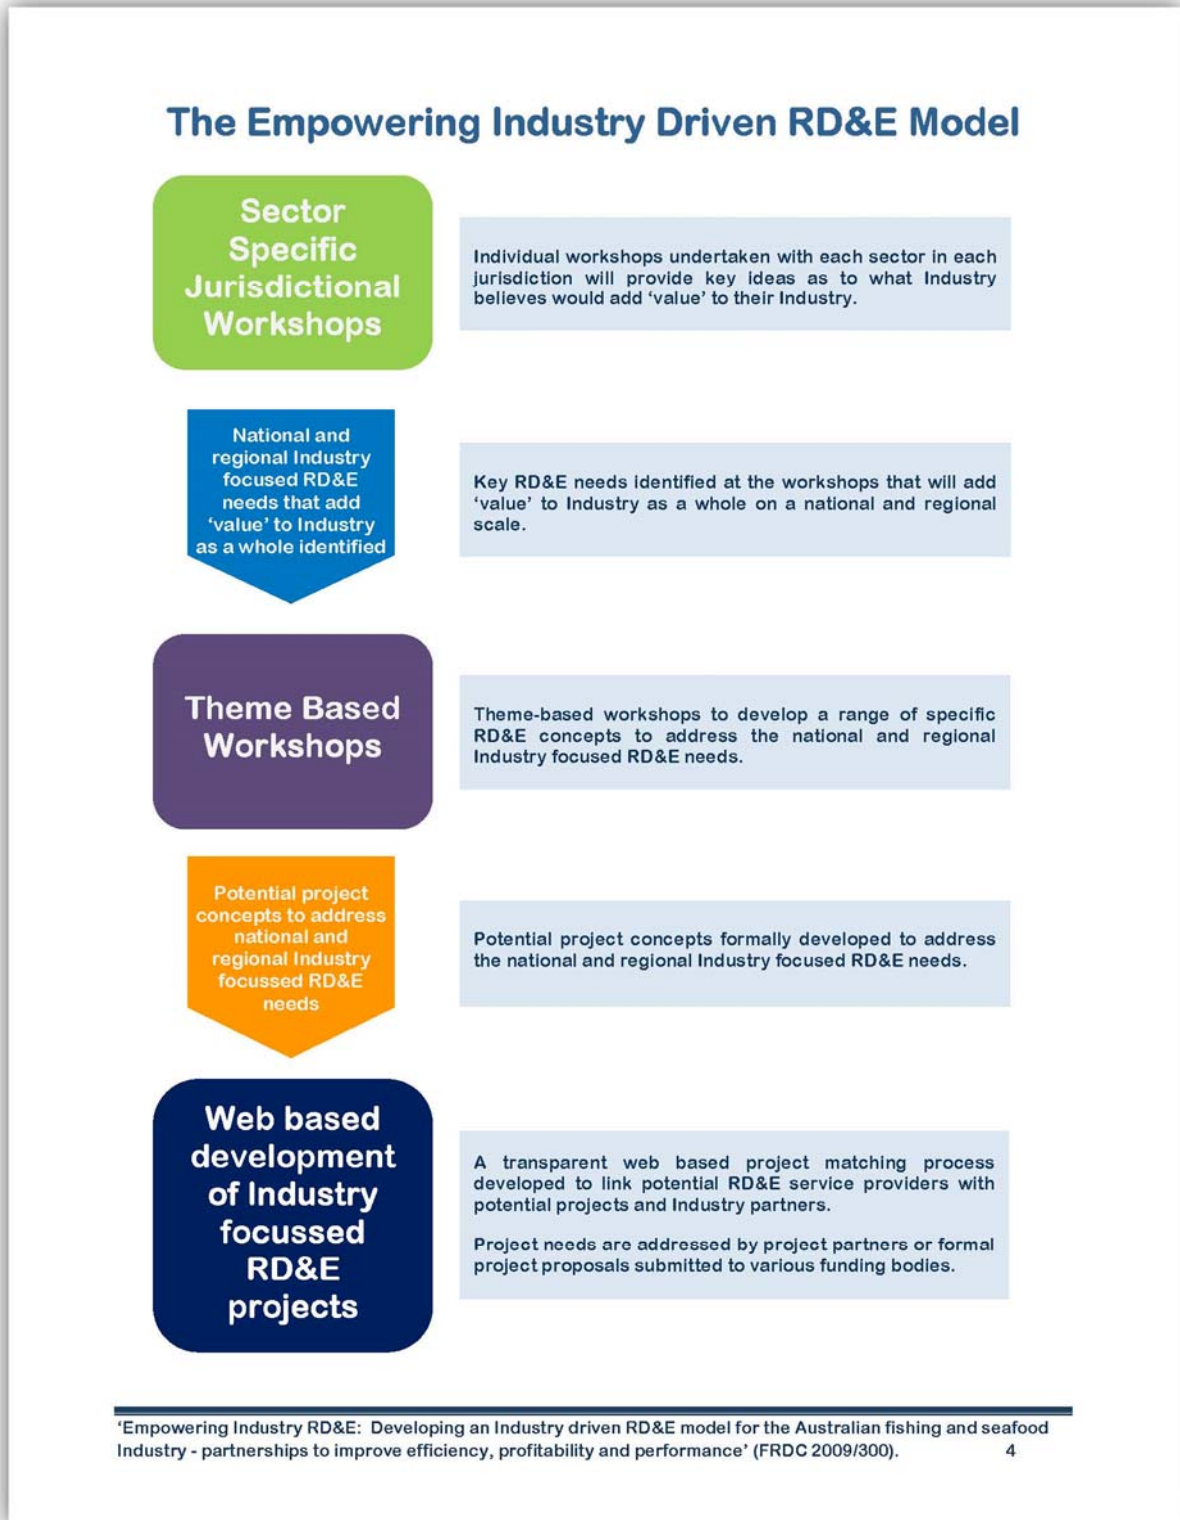 The Empowering Industry Driven RD&E Model
Sector
Specific
Jurisdictional
Workshops
Individual workshops undertaken with each sector in each
jurisdiction will provide key ideas as to what Industry
believes would add ‘value’ to their Industry.
National and
regional Industry
focused RD&E
needs that add
‘value’ to Industry
as a whole identified
Key RD&E needs identified at the workshops that will add
‘value’ to Industry as a whole on a national and regional
scale.
Theme Based
Workshops
Theme-based workshops to develop a range of specific
RD&E concepts to address the national and regional
Industry focused RD&E needs.
Potential project
concepts to address
national and
regional Industry
focussed RD&E
needs
Potential project concepts formally developed to address
the national and regional Industry focused RD&E needs.
Web based
development
of Industry
focussed
RD&E
projects
A transparent web based project matching process
developed to link potential RD&E service providers with
potential projects and Industry partners.
Project needs are addressed by project partners or formal
project proposals submitted to various funding bodies.
‘Empowering Industry RD&E: Developing an Industry driven RD&E model for the Australian fishing and seafood
Industry - partnerships to improve efficiency, profitability and performance’ (FRDC 2009/300). 4